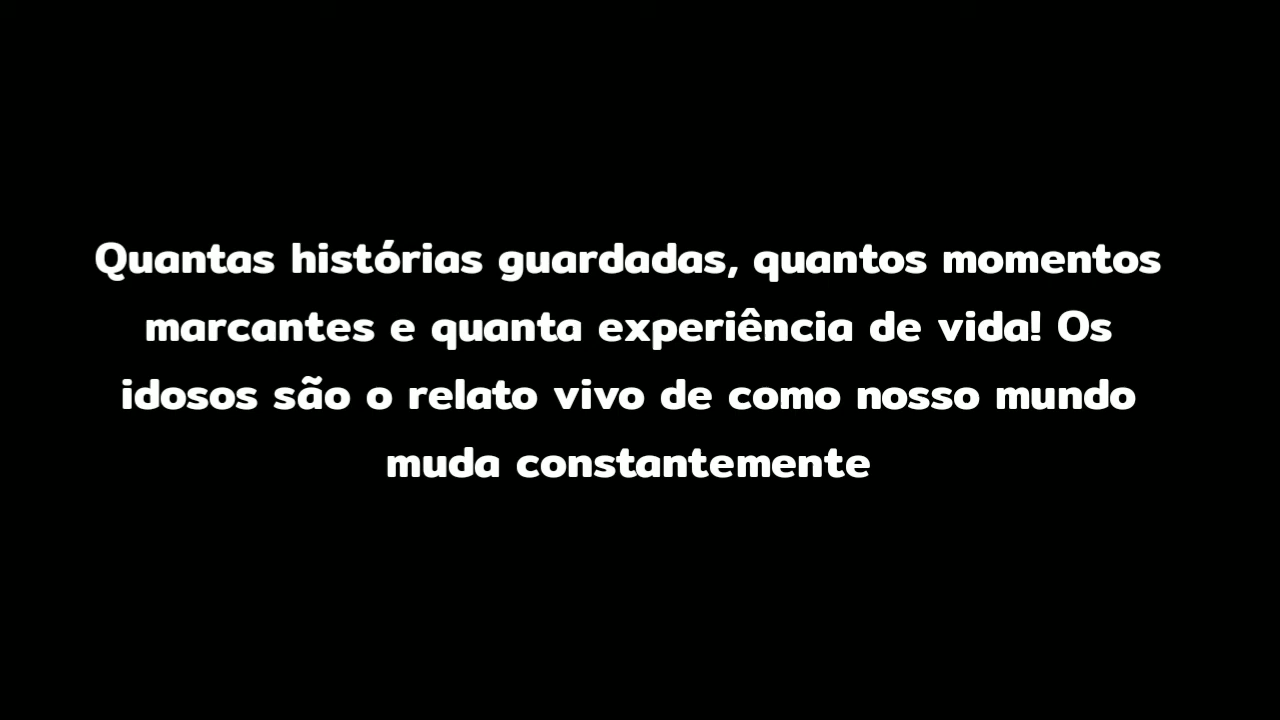 Quantas histórias guardadas, quantos momentos
marcantes e quanta experiência de vida! Os
idosos são o relato vivo de como nosso mundo
muda constantemente